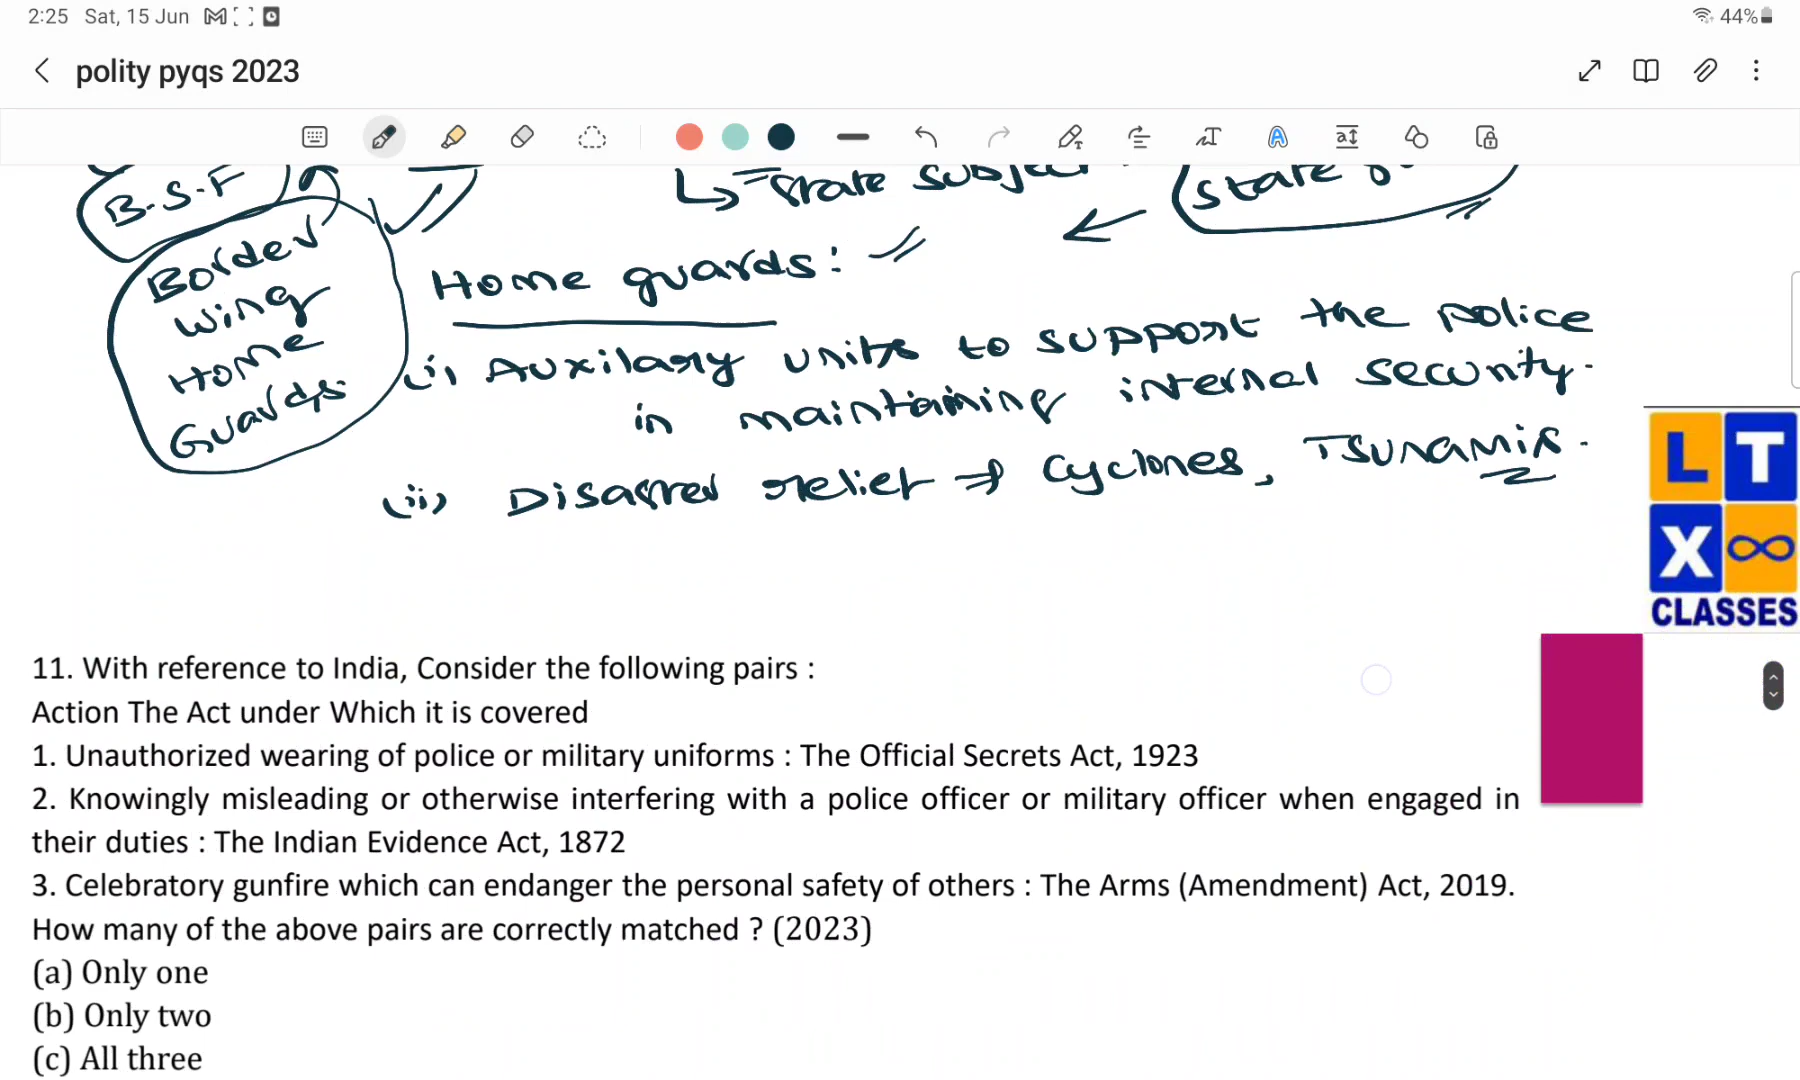 2:25 Sat, 15 Jun
44%
polity pyqs 2023
B.S.F
↳ State subject
State
Border
Wing
Home
Guards
Home guards:
(i) Auxilary units to support the police
in maintaining internal security.
(ii) Disaster relief ⇒ Cyclones, Tsunamis.
LT
X∞
CLASSES
11. With reference to India, Consider the following pairs :
Action The Act under Which it is covered
1. Unauthorized wearing of police or military uniforms : The Official Secrets Act, 1923
2. Knowingly misleading or otherwise interfering with a police officer or military officer when engaged in
their duties : The Indian Evidence Act, 1872
3. Celebratory gunfire which can endanger the personal safety of others : The Arms (Amendment) Act, 2019.
How many of the above pairs are correctly matched ? (2023)
(a) Only one
(b) Only two
(c) All three